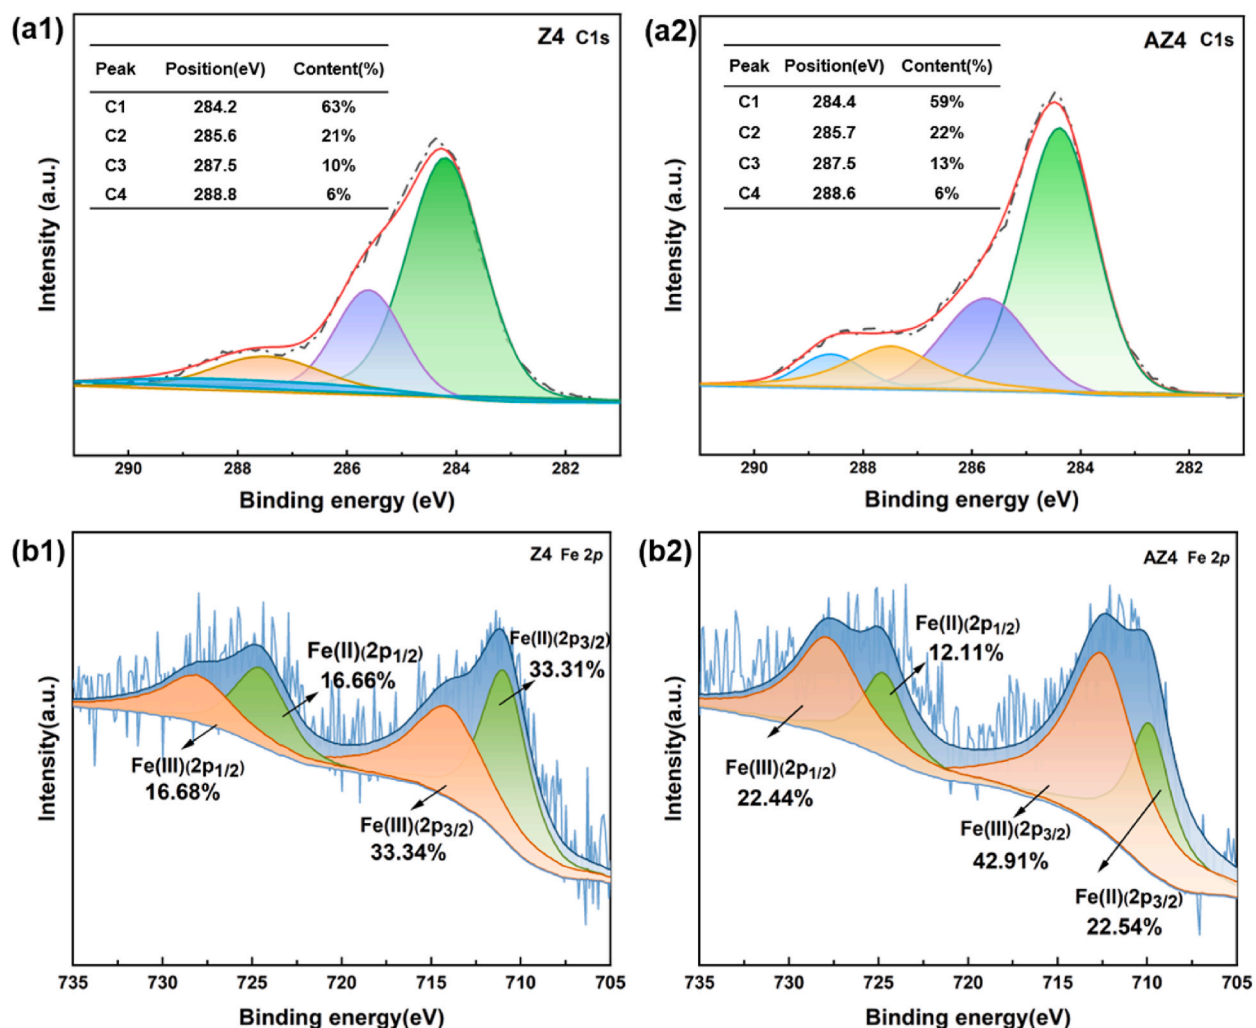 (a1)
Z4 C1s
Peak Position(eV) Content(%)
C1 284.2 63%
C2 285.6 21%
C3 287.5 10%
C4 288.8 6%
Intensity (a.u.)
290 288 286 284 282
Binding energy (eV)
(a2)
AZ4 C1s
Peak Position(eV) Content(%)
C1 284.4 59%
C2 285.7 22%
C3 287.5 13%
C4 288.6 6%
Intensity (a.u.)
290 288 286 284 282
Binding energy (eV)
(b1)
Z4 Fe 2p
Fe(II)(2p1/2)
16.66%
Fe(II)(2p3/2)
33.31%
Fe(III)(2p1/2)
16.68%
Fe(III)(2p3/2)
33.34%
Intensity(a.u.)
735 730 725 720 715 710 705
Binding energy(eV)
(b2)
AZ4 Fe 2p
Fe(II)(2p1/2)
12.11%
Fe(III)(2p1/2)
22.44%
Fe(III)(2p3/2)
42.91%
Fe(II)(2p3/2)
22.54%
Intensity(a.u.)
735 730 725 720 715 710 705
Binding energy(eV)